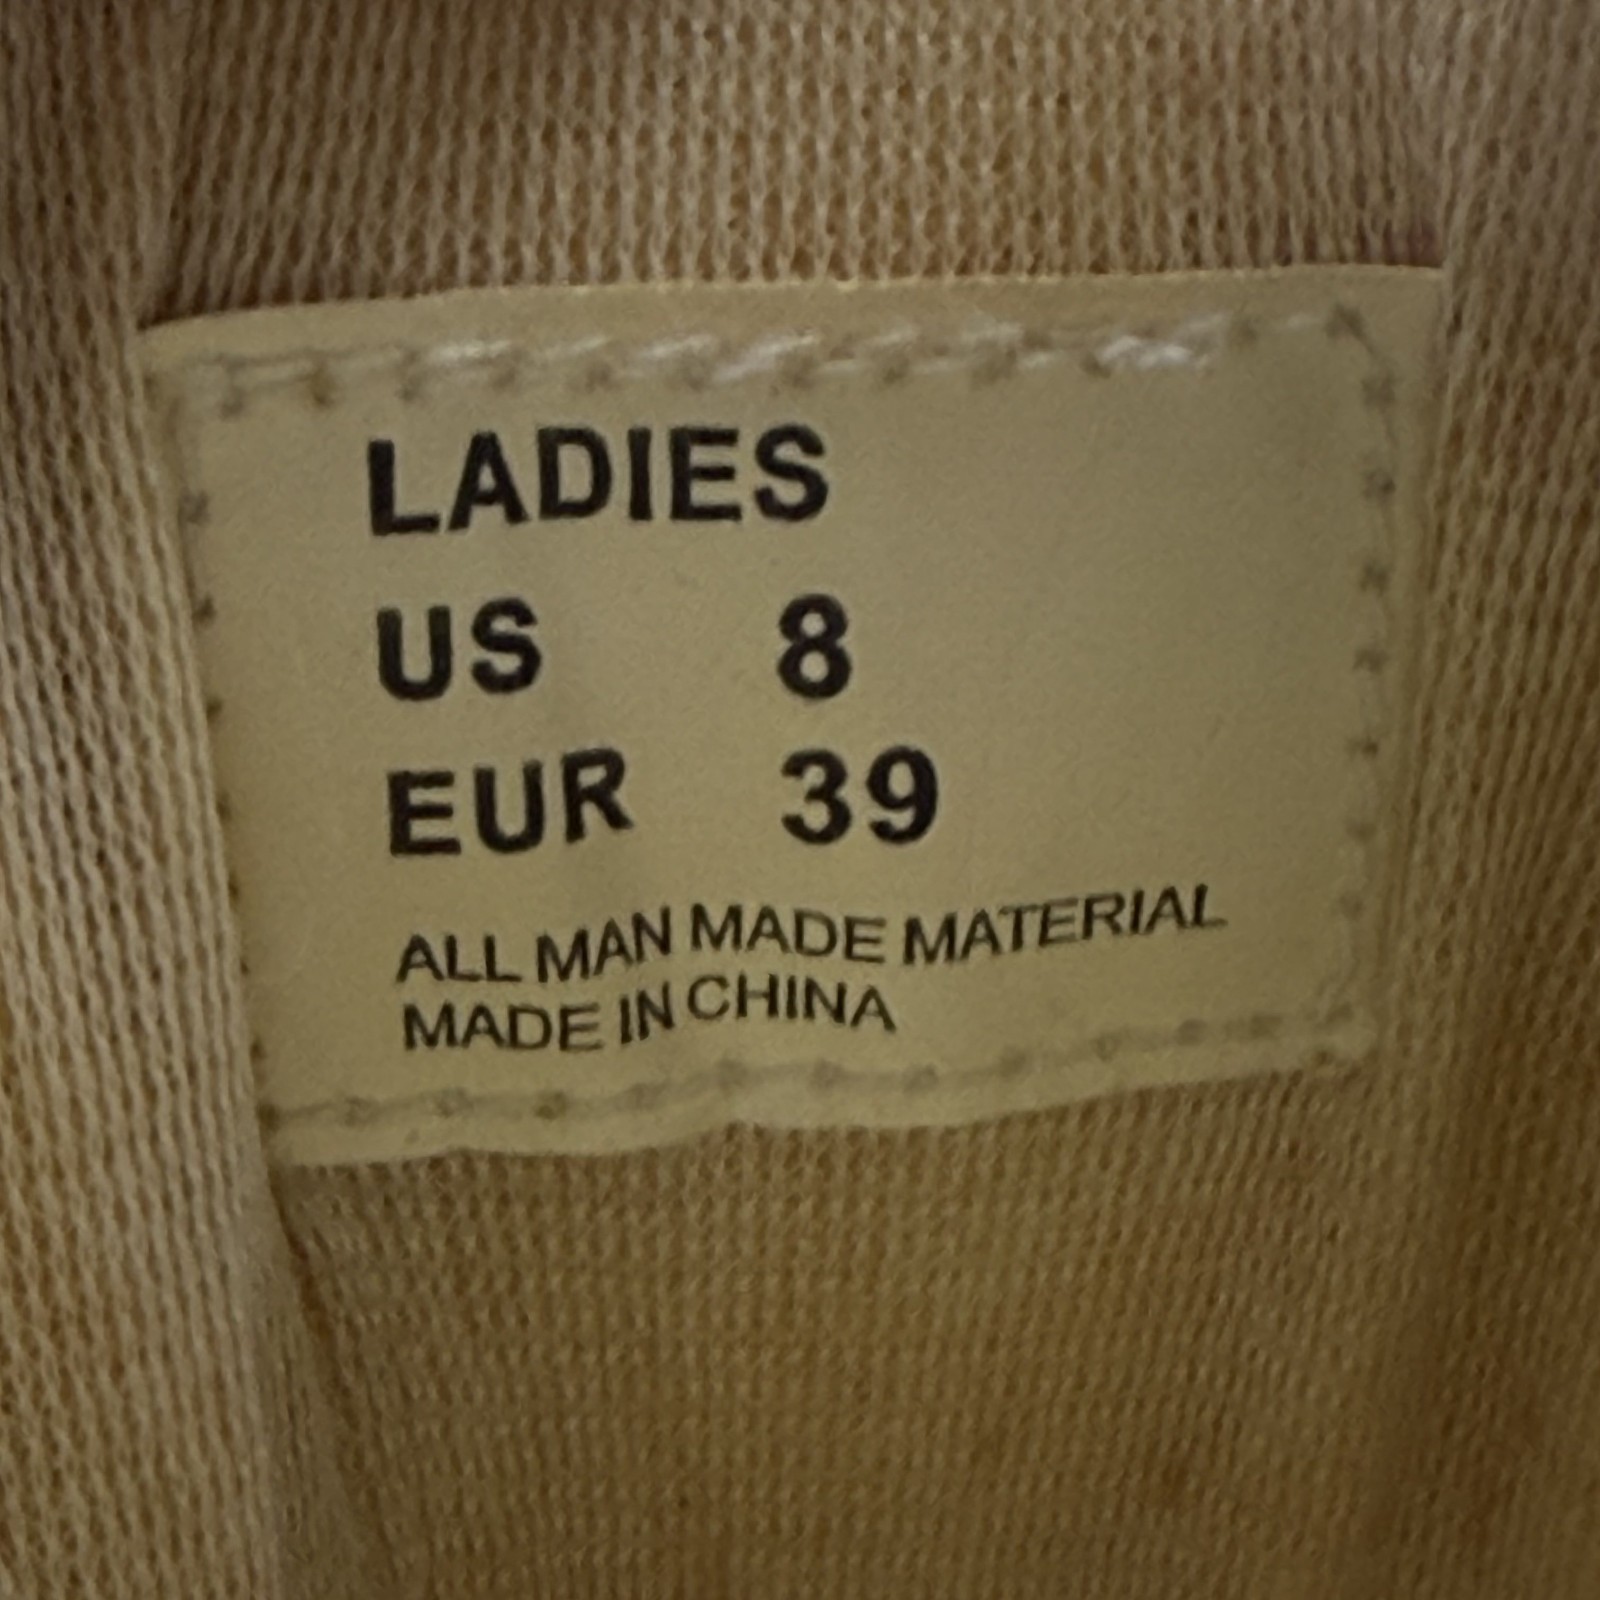 LADIES
US 8
EUR 39
ALL MAN MADE MATERIAL
MADE IN CHINA